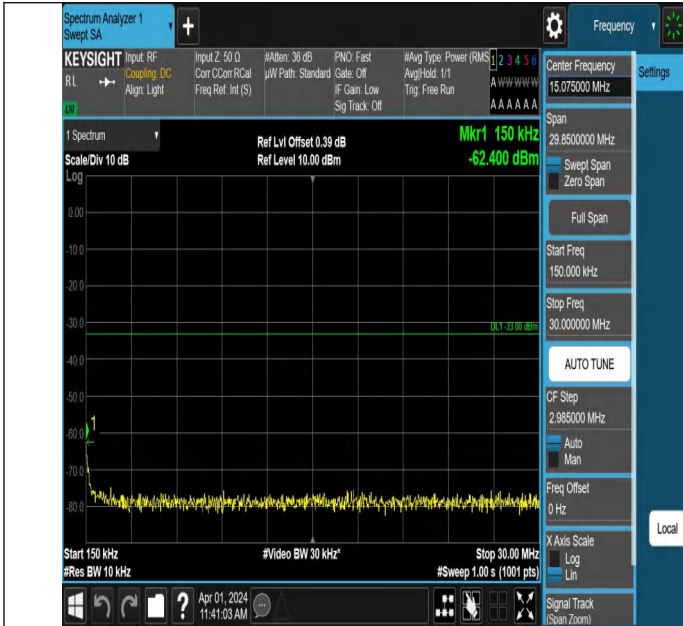 Spectrum Analyzer 1
Swept SA
+
Frequency
KEYSIGHT
RL
Input: RF
Coupling: DC
Align: Light
Input Z: 50 Ω
Corr CCorr RCal
Freq Ref: Int (S)
#Atten: 36 dB
µW Path: Standard
PNO: Fast
Gate: Off
IF Gain: Low
Sig Track: Off
#Avg Type: Power (RMS
Avg|Hold: 1/1
Trig: Free Run
1 2 3 4 5 6
A W W W W W
A A A A A A
Settings
Center Frequency
15.075000 MHz
Span
29.8500000 MHz
Swept Span
Zero Span
Full Span
Start Freq
150.000 kHz
Stop Freq
30.000000 MHz
AUTO TUNE
CF Step
2.985000 MHz
Auto
Man
Freq Offset
0 Hz
X Axis Scale
Log
Lin
Signal Track
(Span Zoom)
Local
1 Spectrum
Scale/Div 10 dB
Log
Ref Lvl Offset 0.39 dB
Ref Level 10.00 dBm
Mkr1 150 kHz
-62.400 dBm
0.00
-10.0
-20.0
-30.0
DL1 -33.00 dBm
-40.0
-50.0
1
-60.0
-70.0
-80.0
Start 150 kHz
#Res BW 10 kHz
#Video BW 30 kHz*
Stop 30.00 MHz
#Sweep 1.00 s (1001 pts)
?
Apr 01, 2024
11:41:03 AM